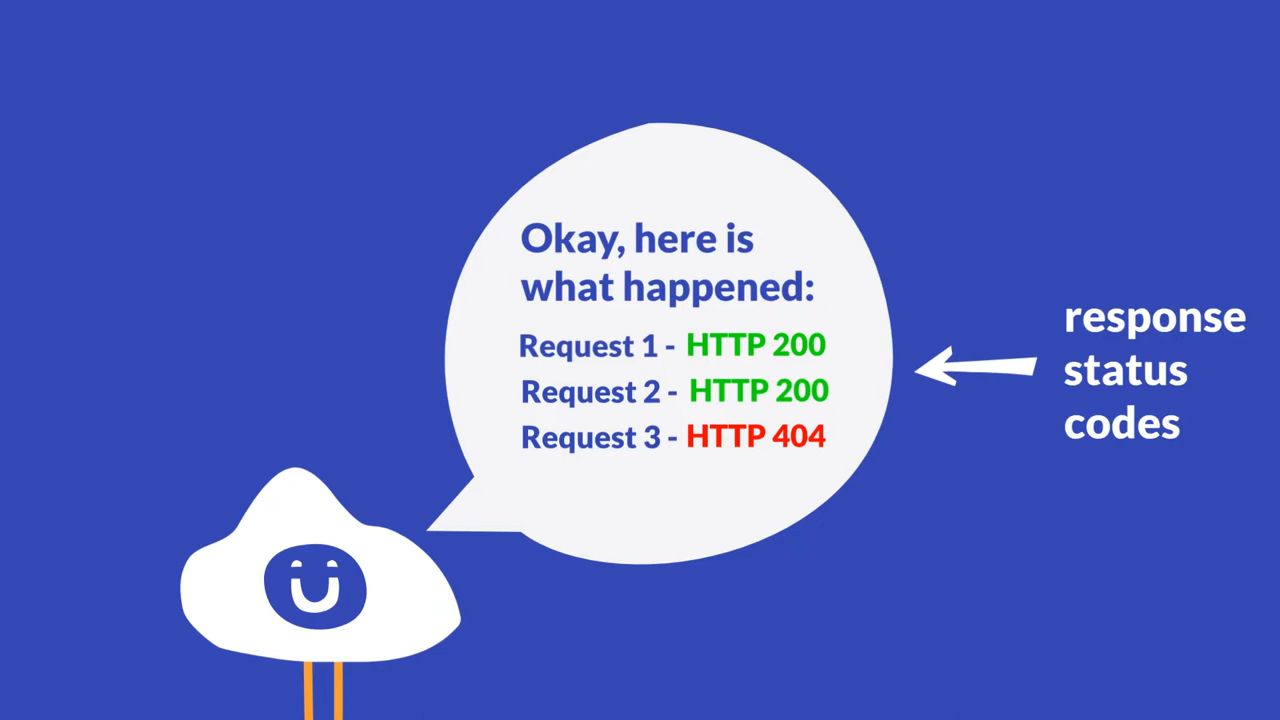 Okay, here is
what happened:
Request 1 - HTTP 200
Request 2 - HTTP 200
Request 3 - HTTP 404
response
status
codes